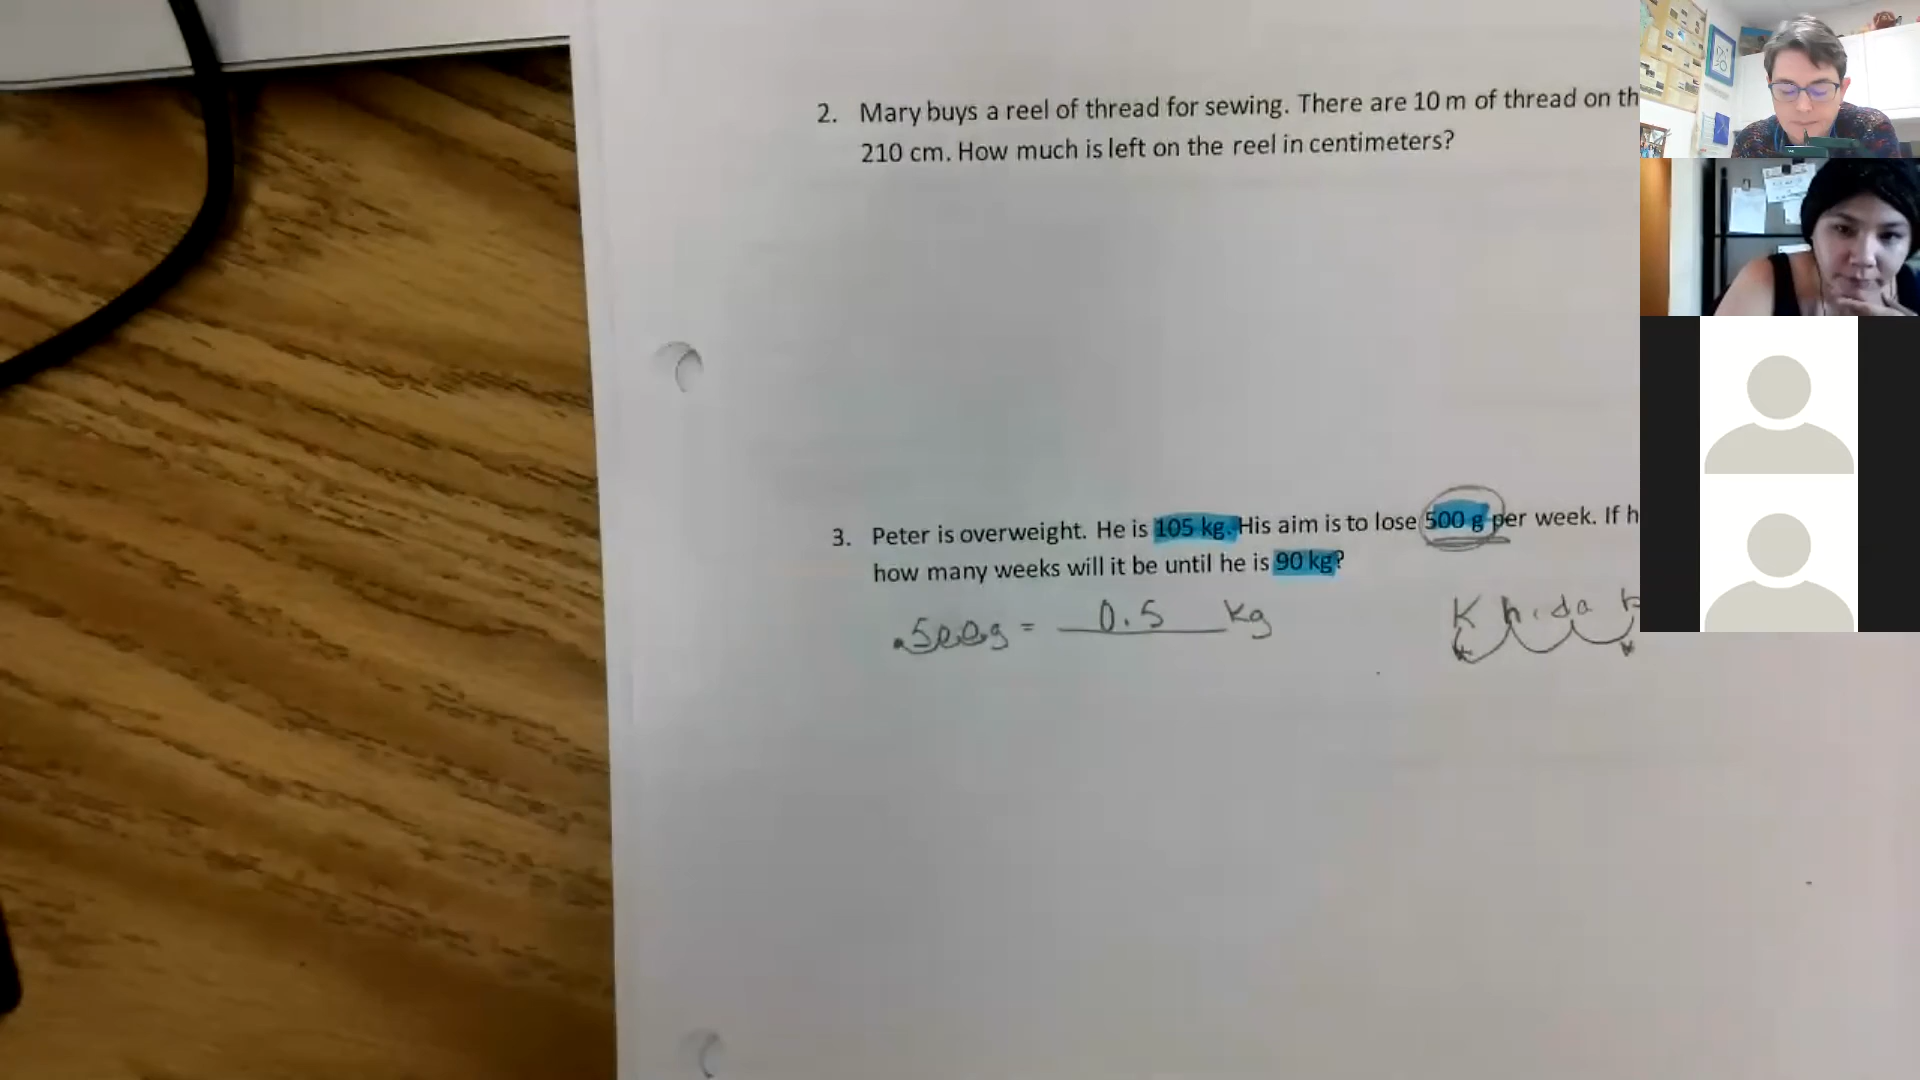 2. Mary buys a reel of thread for sewing. There are 10 m of thread on th
210 cm. How much is left on the reel in centimeters?
3. Peter is overweight. He is 105 kg. His aim is to lose 500 g per week. If h
how many weeks will it be until he is 90 kg?
.500g = 0.5 kg
K h da b